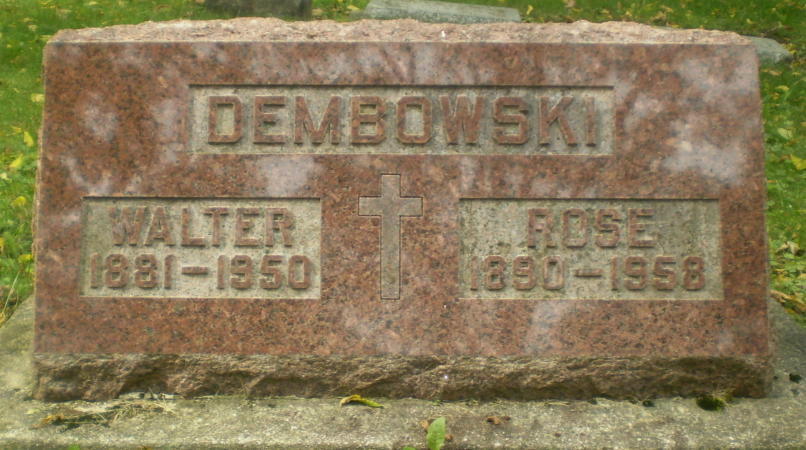 DEMBOWSKI
WALTER
1881-1950
ROSE
1890-1958